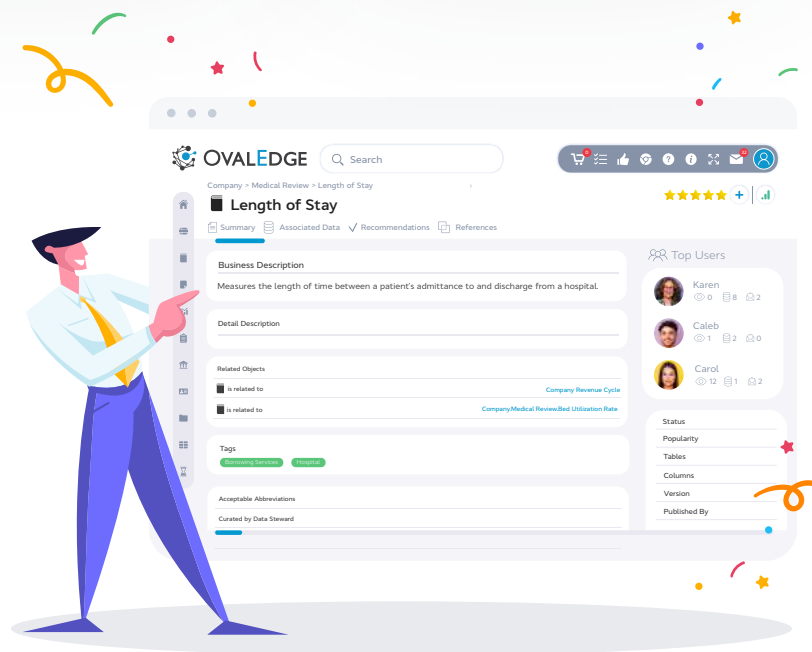 OVALEDGE
Search
Company > Medical Review > Length of Stay
Length of Stay
Summary
Associated Data
Recommendations
References
Business Description
Measures the length of time between a patient's admittance to and discharge from a hospital.
Detail Description
Related Objects
is related to
Company Revenue Cycle
is related to
Company.Medical Review.Bed Utilization Rate
Tags
Borrowing Services
Hospital
Acceptable Abbreviations
Curated by Data Steward
Top Users
Karen
0 8 2
Caleb
1 2 0
Carol
12 1 2
Status
Popularity
Tables
Columns
Version
Published By